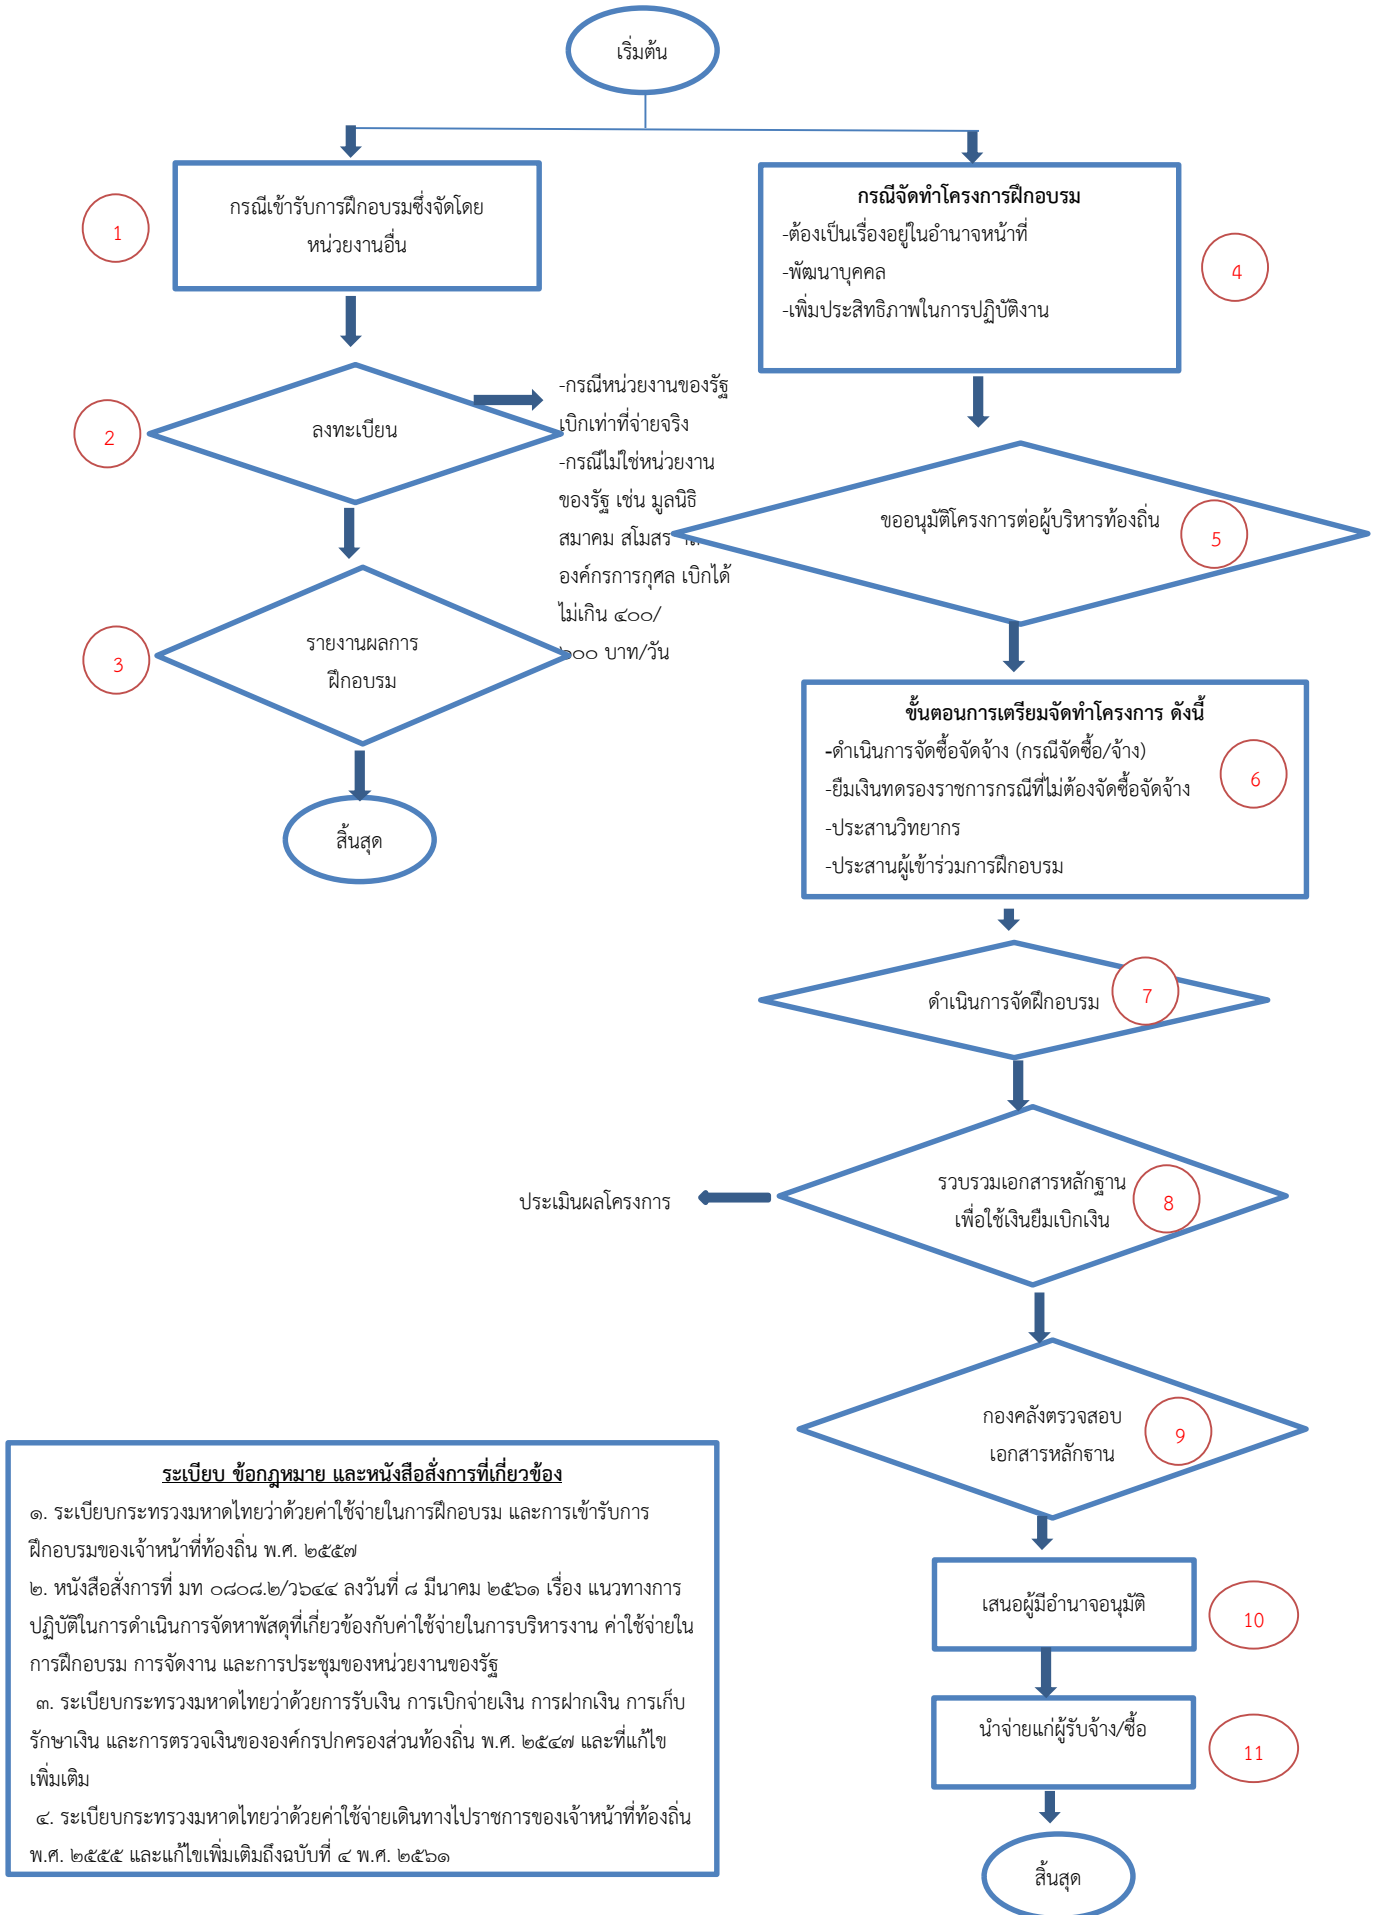 เริ่มต้น
1
กรณีเข้ารับการฝึกอบรมซึ่งจัดโดย
หน่วยงานอื่น
2
ลงทะเบียน
-กรณีหน่วยงานของรัฐ
เบิกเท่าที่จ่ายจริง
-กรณีไม่ใช่หน่วยงาน
ของรัฐ เช่น มูลนิธิ
สมาคม สโมสร
องค์กรการกุศล เบิกได้
ไม่เกิน ๔๐๐/
บาท/วัน
3
รายงานผลการ
ฝึกอบรม
สิ้นสุด
กรณีจัดทำโครงการฝึกอบรม
-ต้องเป็นเรื่องอยู่ในอำนาจหน้าที่
-พัฒนาบุคคล
-เพิ่มประสิทธิภาพในการปฏิบัติงาน
4
ขออนุมัติโครงการต่อผู้บริหารท้องถิ่น
5
ขั้นตอนการเตรียมจัดทำโครงการ ดังนี้
-ดำเนินการจัดซื้อจัดจ้าง (กรณีจัดซื้อ/จ้าง)
-ยืมเงินทดรองราชการกรณีที่ไม่ต้องจัดซื้อจัดจ้าง
-ประสานวิทยากร
-ประสานผู้เข้าร่วมการฝึกอบรม
6
ดำเนินการจัดฝึกอบรม
7
รวบรวมเอกสารหลักฐาน
เพื่อใช้เงินยืมเบิกเงิน
8
ประเมินผลโครงการ
กองคลังตรวจสอบ
เอกสารหลักฐาน
9
เสนอผู้มีอำนาจอนุมัติ
10
นำจ่ายแก่ผู้รับจ้าง/ซื้อ
11
สิ้นสุด
ระเบียบ ข้อกฎหมาย และหนังสือสั่งการที่เกี่ยวข้อง
๑. ระเบียบกระทรวงมหาดไทยว่าด้วยค่าใช้จ่ายในการฝึกอบรม และการเข้ารับการ
ฝึกอบรมของเจ้าหน้าที่ท้องถิ่น พ.ศ. ๒๕๕๗
๒. หนังสือสั่งการที่ มท ๐๘๐๘.๒/ว๖๔๔ ลงวันที่ ๘ มีนาคม ๒๕๖๑ เรื่อง แนวทางการ
ปฏิบัติในการดำเนินการจัดหาพัสดุที่เกี่ยวข้องกับค่าใช้จ่ายในการบริหารงาน ค่าใช้จ่ายใน
การฝึกอบรม การจัดงาน และการประชุมของหน่วยงานของรัฐ
๓. ระเบียบกระทรวงมหาดไทยว่าด้วยการรับเงิน การเบิกจ่ายเงิน การฝากเงิน การเก็บ
รักษาเงิน และการตรวจเงินขององค์กรปกครองส่วนท้องถิ่น พ.ศ. ๒๕๔๗ และที่แก้ไข
เพิ่มเติม
๔. ระเบียบกระทรวงมหาดไทยว่าด้วยค่าใช้จ่ายเดินทางไปราชการของเจ้าหน้าที่ท้องถิ่น
พ.ศ. ๒๕๕๕ และแก้ไขเพิ่มเติมถึงฉบับที่ ๔ พ.ศ. ๒๕๖๑